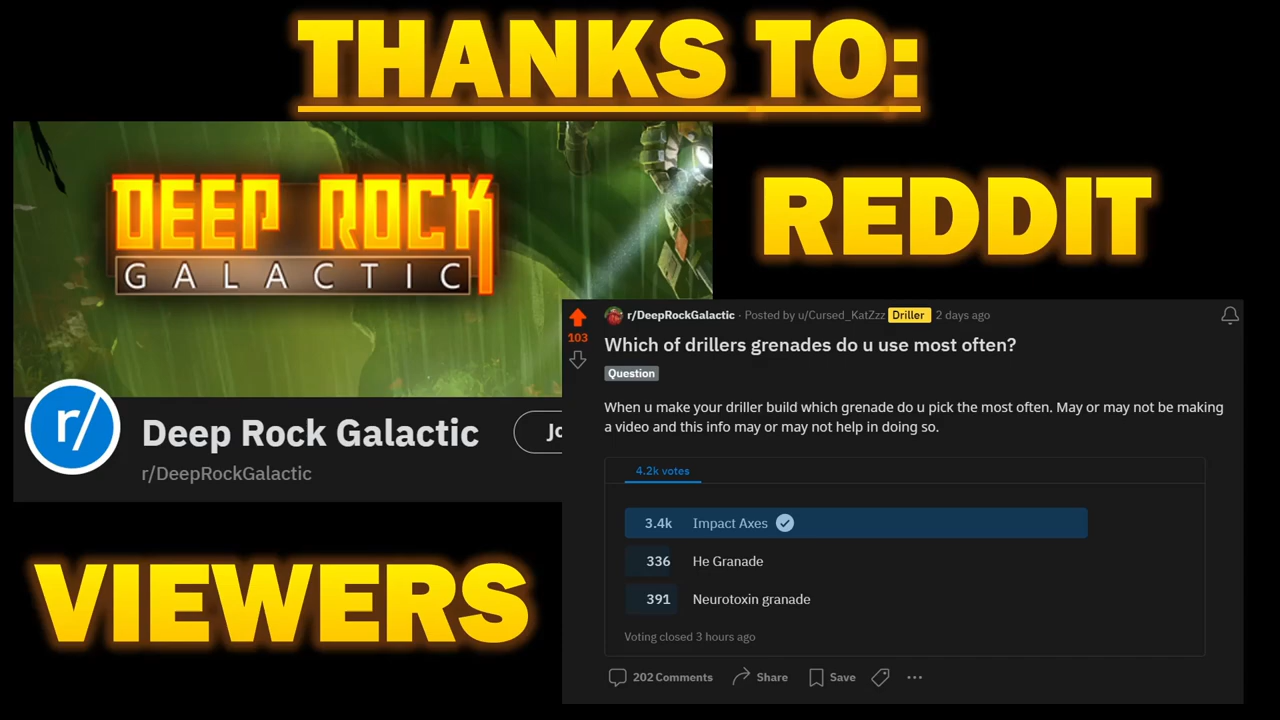 THANKS TO:
DEEP ROCK
GALACTIC
REDDIT
r/
Deep Rock Galactic
r/DeepRockGalactic
VIEWERS
103
r/DeepRockGalactic · Posted by u/Cursed_KatZzz Driller 2 days ago
Which of drillers grenades do u use most often?
Question
When u make your driller build which grenade do u pick the most often. May or may not be making
a video and this info may or may not help in doing so.
4.2k votes
3.4k Impact Axes
336 He Granade
391 Neurotoxin granade
Voting closed 3 hours ago
202 Comments Share Save